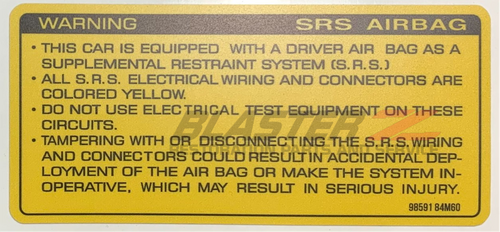 WARNING SRS AIRBAG
• THIS CAR IS EQUIPPED WITH A DRIVER AIR BAG AS A
SUPPLEMENTAL RESTRAINT SYSTEM (S.R.S.)
• ALL S.R.S. ELECTRICAL WIRING AND CONNECTORS ARE
COLORED YELLOW.
• DO NOT USE ELECTRICAL TEST EQUIPMENT ON THESE
CIRCUITS.
BLASTERZ
• TAMPERING WITH OR DISCONNECTING THE S.R.S. WIRING
AND CONNECTORS COULD RESULT IN ACCIDENTAL DEP-
LOYMENT OF THE AIR BAG OR MAKE THE SYSTEM IN-
OPERATIVE, WHICH MAY RESULT IN SERIOUS INJURY.
98591 84M60